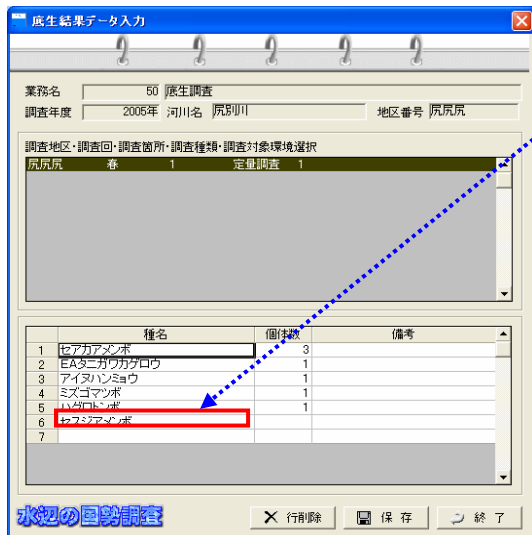 底生結果データ入力
業務名 50 底生調査
調査年度 2005年 河川名 尻別川 地区番号 尻尻尻
調査地区・調査回・調査箇所・調査種類・調査対象環境選択
尻尻尻 春 1 定量調査 1
種名 個体数 備考
1 セアカアメンボ 3
2 EAタニガワカゲロウ 1
3 アイヌハンミョウ 1
4 ミズゴマツボ 1
5 ハグロトンボ 1
6 セスジアメンボ
7
水辺の国勢調査 行削除 保存 終了